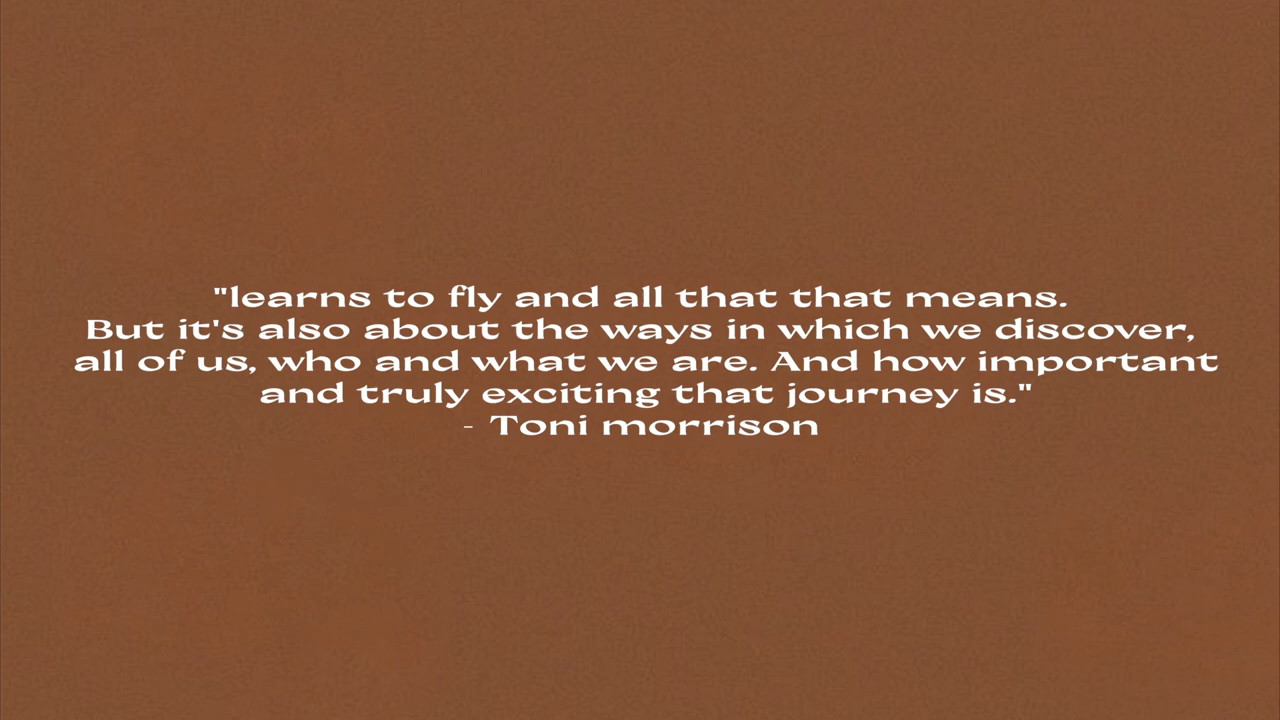 "learns to fly and all that that means.
But it's also about the ways in which we discover,
all of us, who and what we are. And how important
and truly exciting that journey is."
- Toni morrison